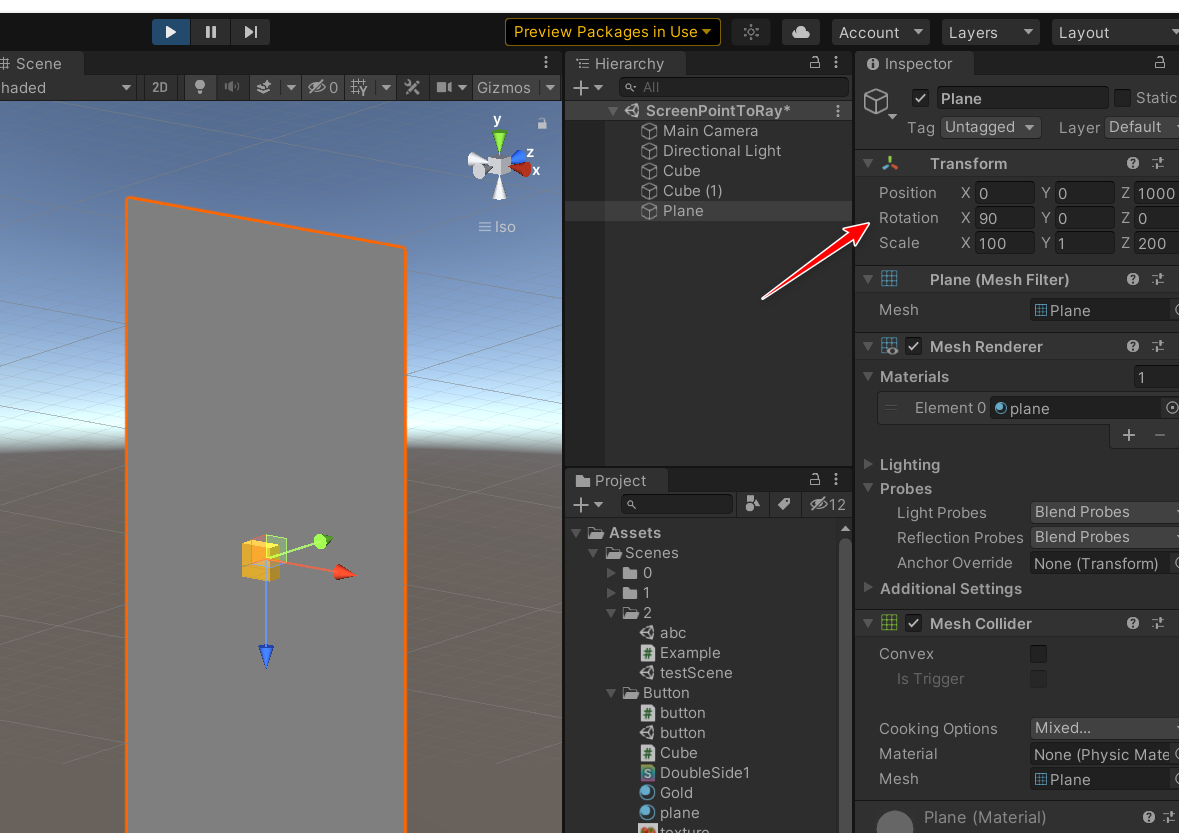 Preview Packages in Use
Account
Layers
Layout
# Scene
haded
2D
0
Gizmos
y
z
x
Iso
Hierarchy
All
ScreenPointToRay*
Main Camera
Directional Light
Cube
Cube (1)
Plane
Project
12
Assets
Scenes
0
1
2
abc
Example
testScene
Button
button
button
Cube
DoubleSide1
Gold
plane
texture
Inspector
Plane
Static
Tag Untagged Layer Default
Transform
Position X 0 Y 0 Z 1000
Rotation X 90 Y 0 Z 0
Scale X 100 Y 1 Z 200
Plane (Mesh Filter)
Mesh Plane
Mesh Renderer
Materials 1
Element 0 plane
+ −
Lighting
Probes
Light Probes Blend Probes
Reflection Probes Blend Probes
Anchor Override None (Transform)
Additional Settings
Mesh Collider
Convex
Is Trigger
Cooking Options Mixed...
Material None (Physic Mate
Mesh Plane
Plane (Material)